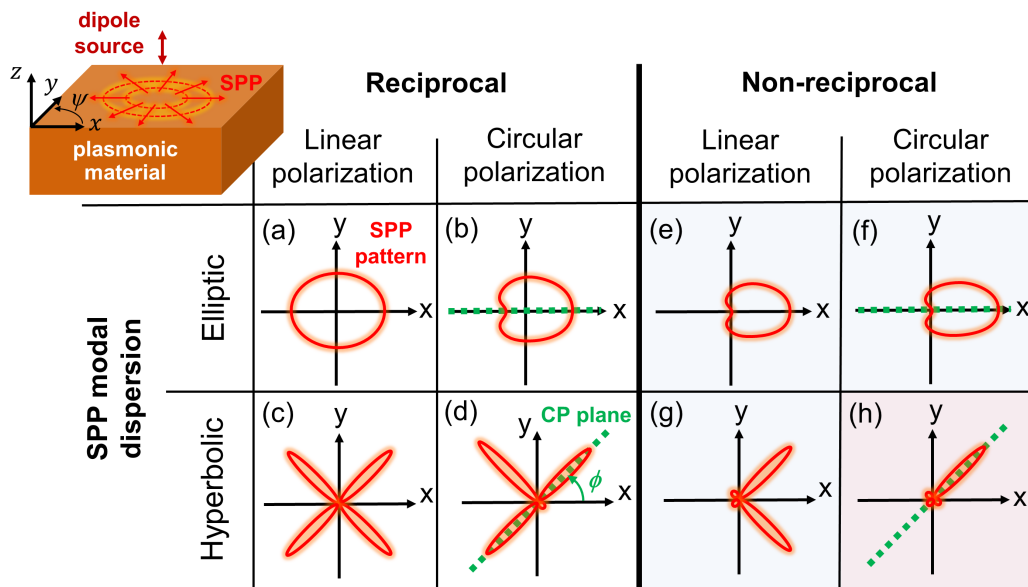 dipole
source
z
y
ψ
x
SPP
plasmonic
material
Reciprocal
Non-reciprocal
Linear
polarization
Circular
polarization
Linear
polarization
Circular
polarization
SPP modal
dispersion
Elliptic
(a)
y
SPP
pattern
x
(b)
y
x
(e)
y
x
(f)
y
x
Hyperbolic
(c)
y
x
(d)
y
CP plane
ϕ
x
(g)
y
x
(h)
y
x